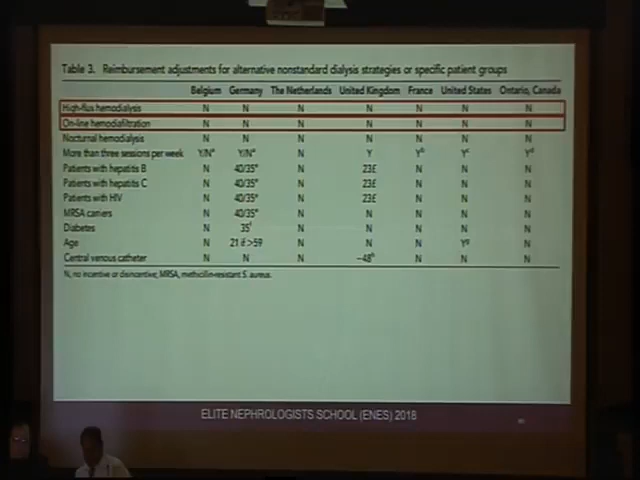 Table 3. Reimbursement adjustments for alternative nonstandard dialysis strategies or specific patient groups
Belgium Germany The Netherlands United Kingdom France United States Ontario, Canada
High-flux hemodialysis N N N N N N N
On-line hemodiafiltration N N N N N N N
Nocturnal hemodialysis N N N N N N N
More than three sessions per week Y/Nᵃ Y/Nᵃ N Y Yᵇ Yᶜ Yᵈ
Patients with hepatitis B N 40/35ᵉ N 23£ N N N
Patients with hepatitis C N 40/35ᵉ N 23£ N N N
Patients with HIV N 40/35ᵉ N 23£ N N N
MRSA carriers N 40/35ᵉ N N N N N
Diabetes N 35ᶠ N N N N N
Age N 21 if >59 N N N Yᵍ N
Central venous catheter N N N −48ʰ N N N
N, no incentive or disincentive; MRSA, methicillin-resistant S. aureus.
ELITE NEPHROLOGISTS SCHOOL (ENES) 2018